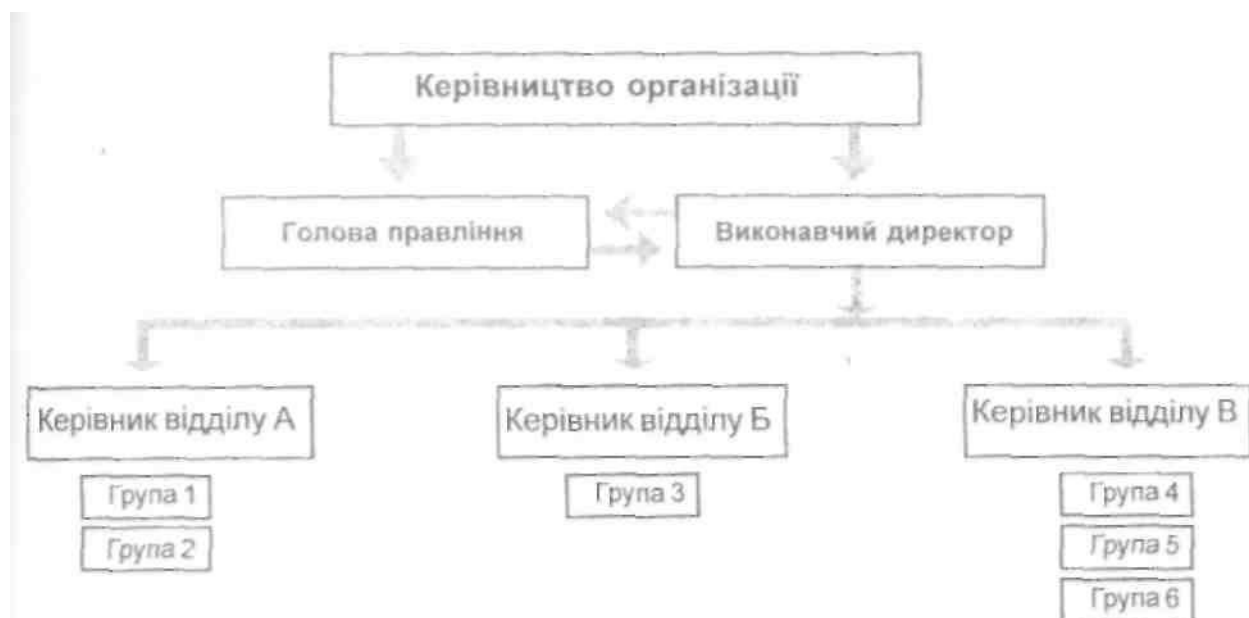 Керівництво організації
Голова правління
Виконавчий директор
Керівник відділу А
Керівник відділу Б
Керівник відділу В
Група 1
Група 2
Група 3
Група 4
Група 5
Група 6